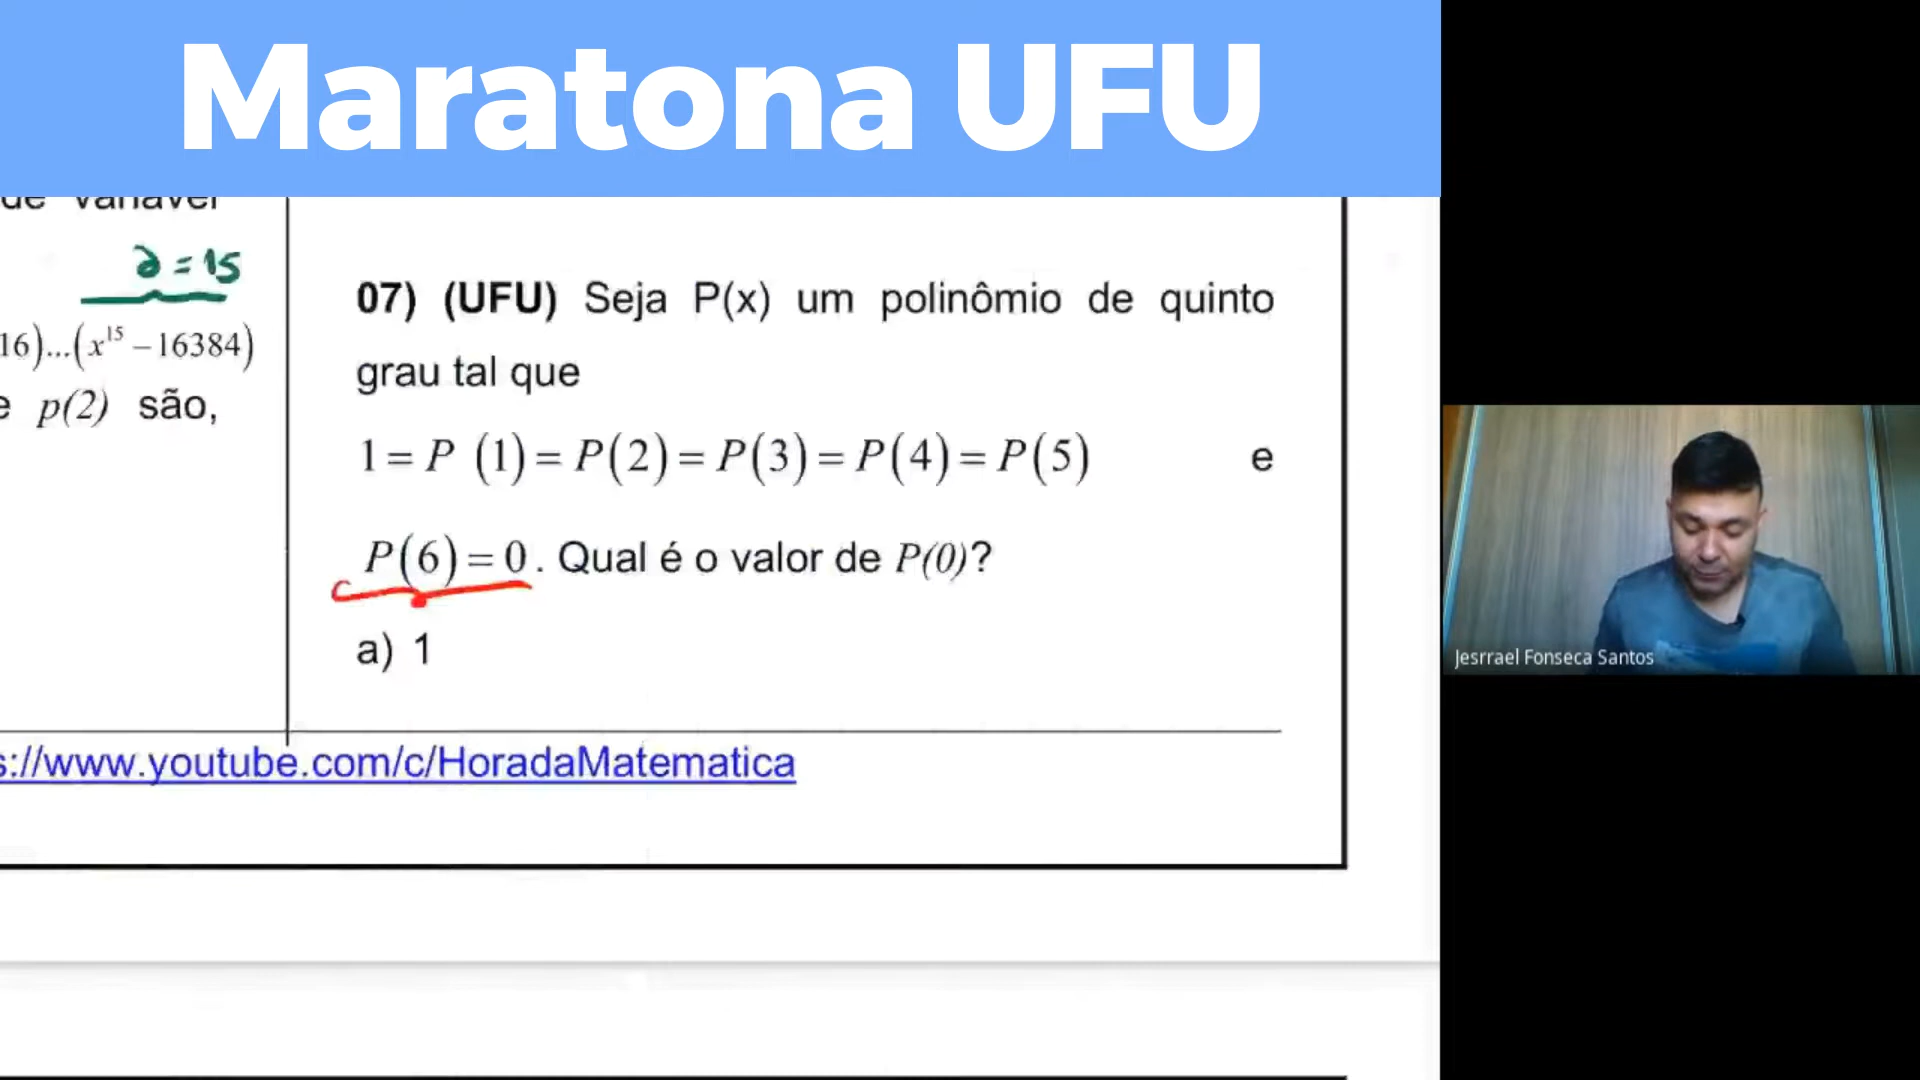 Maratona UFU
de variável
a = 15
16)...(x¹⁵ – 16384)
e p(2) são,
07) (UFU) Seja P(x) um polinômio de quinto
grau tal que
1 = P (1) = P(2) = P(3) = P(4) = P(5) e
P(6) = 0. Qual é o valor de P(0)?
a) 1
s://www.youtube.com/c/HoradaMatematica
Jesrrael Fonseca Santos